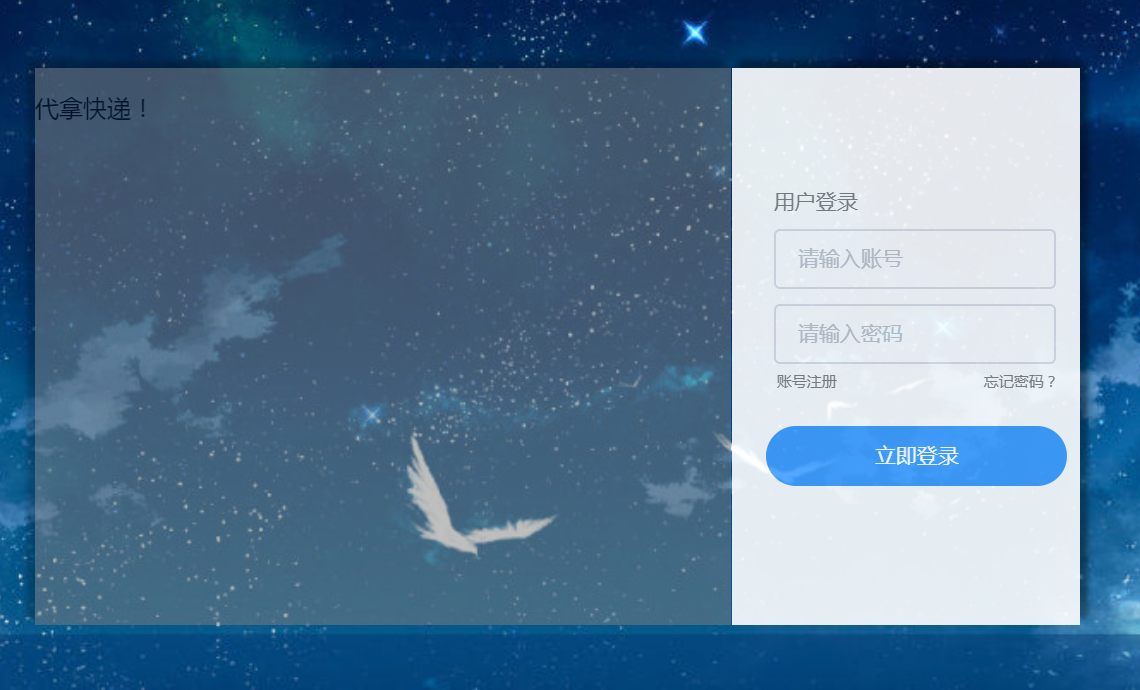 代拿快递！
用户登录
请输入账号
请输入密码
账号注册 忘记密码？
立即登录